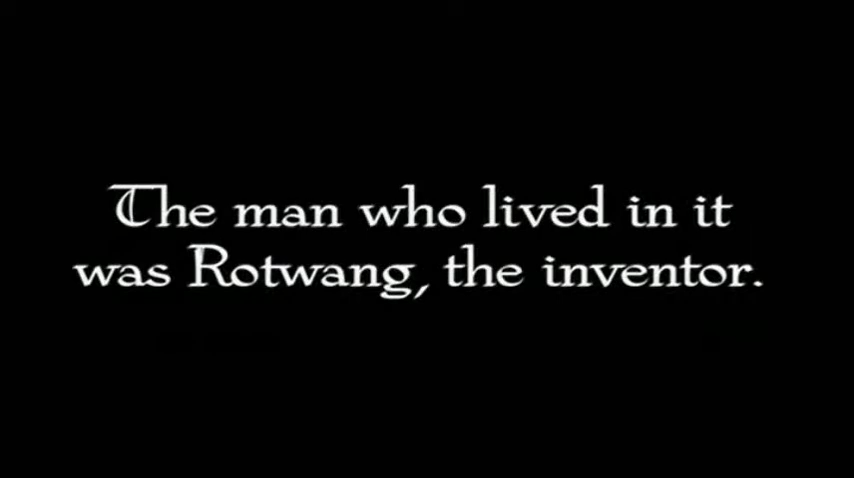 The man who lived in it
was Rotwang, the inventor.